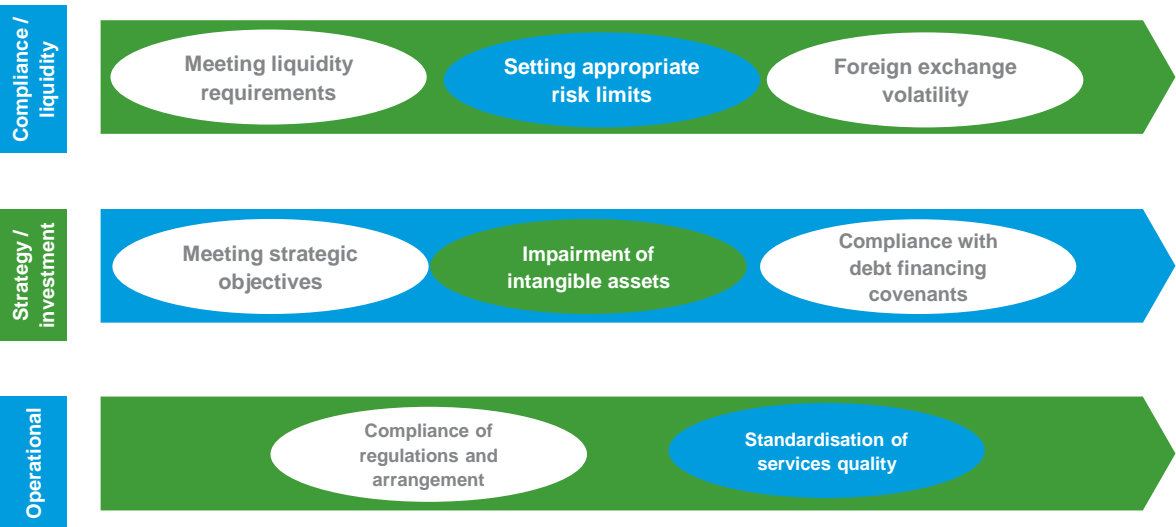 Compliance /
liquidity
Meeting liquidity
requirements
Setting appropriate
risk limits
Foreign exchange
volatility
Strategy /
investment
Meeting strategic
objectives
Impairment of
intangible assets
Compliance with
debt financing
covenants
Operational
Compliance of
regulations and
arrangement
Standardisation of
services quality